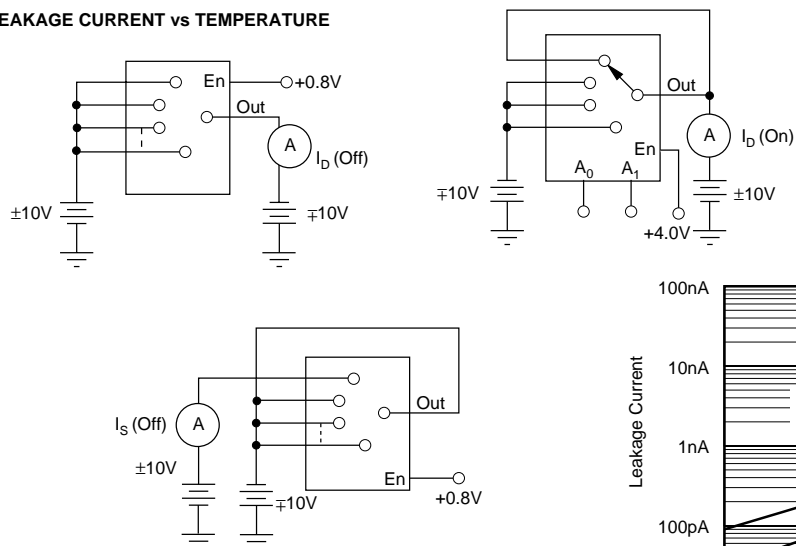 EAKAGE CURRENT vs TEMPERATURE
En
+0.8V
Out
A
I_D (Off)
±10V
∓10V
Out
A
I_D (On)
En
A_0
A_1
∓10V
±10V
+4.0V
I_S (Off)
A
Out
±10V
∓10V
En
+0.8V
100nA
10nA
1nA
100pA
Leakage Current